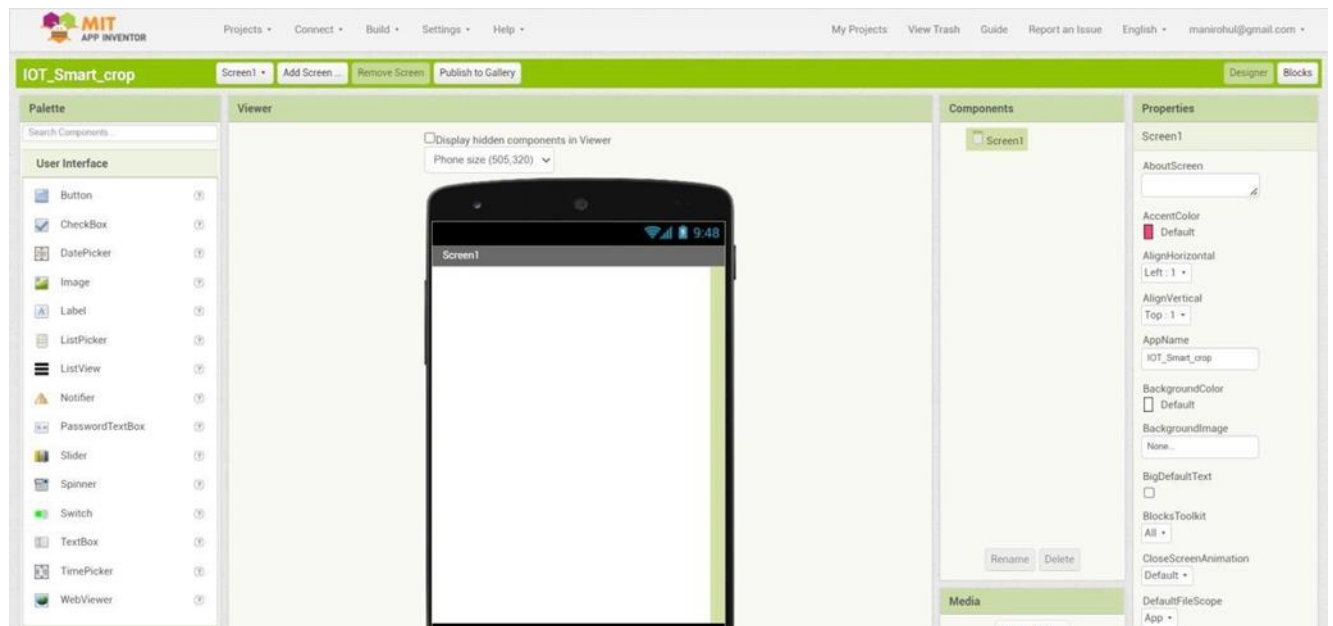 MIT
APP INVENTOR
Projects Connect Build Settings Help
My Projects View Trash Guide Report an Issue English manirohul@gmail.com
IOT_Smart_crop
Screen1 Add Screen ... Remove Screen Publish to Gallery
Designer Blocks
Palette
Search Components...
User Interface
Button
CheckBox
DatePicker
Image
Label
ListPicker
ListView
Notifier
PasswordTextBox
Slider
Spinner
Switch
TextBox
TimePicker
WebViewer
Viewer
Display hidden components in Viewer
Phone size (505,320)
9:48
Screen1
Components
Screen1
Rename Delete
Media
Properties
Screen1
AboutScreen
AccentColor
Default
AlignHorizontal
Left : 1
AlignVertical
Top : 1
AppName
IOT_Smart_crop
BackgroundColor
Default
BackgroundImage
None...
BigDefaultText
BlocksToolkit
All
CloseScreenAnimation
Default
DefaultFileScope
App